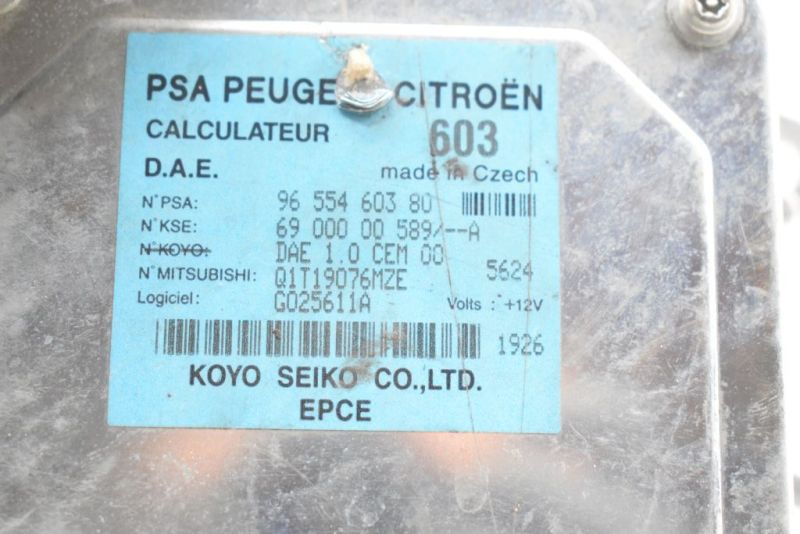 PSA PEUGE CITROËN
CALCULATEUR 603
D.A.E. made in Czech
N°PSA: 96 554 603 80
N°KSE: 69 000 00 589/--A
N°KOYO: DAE 1.0 CEM 00
N°MITSUBISHI: Q1T19076MZE 5624
Logiciel: G025611A Volts : +12V
1926
KOYO SEIKO CO.,LTD.
EPCE